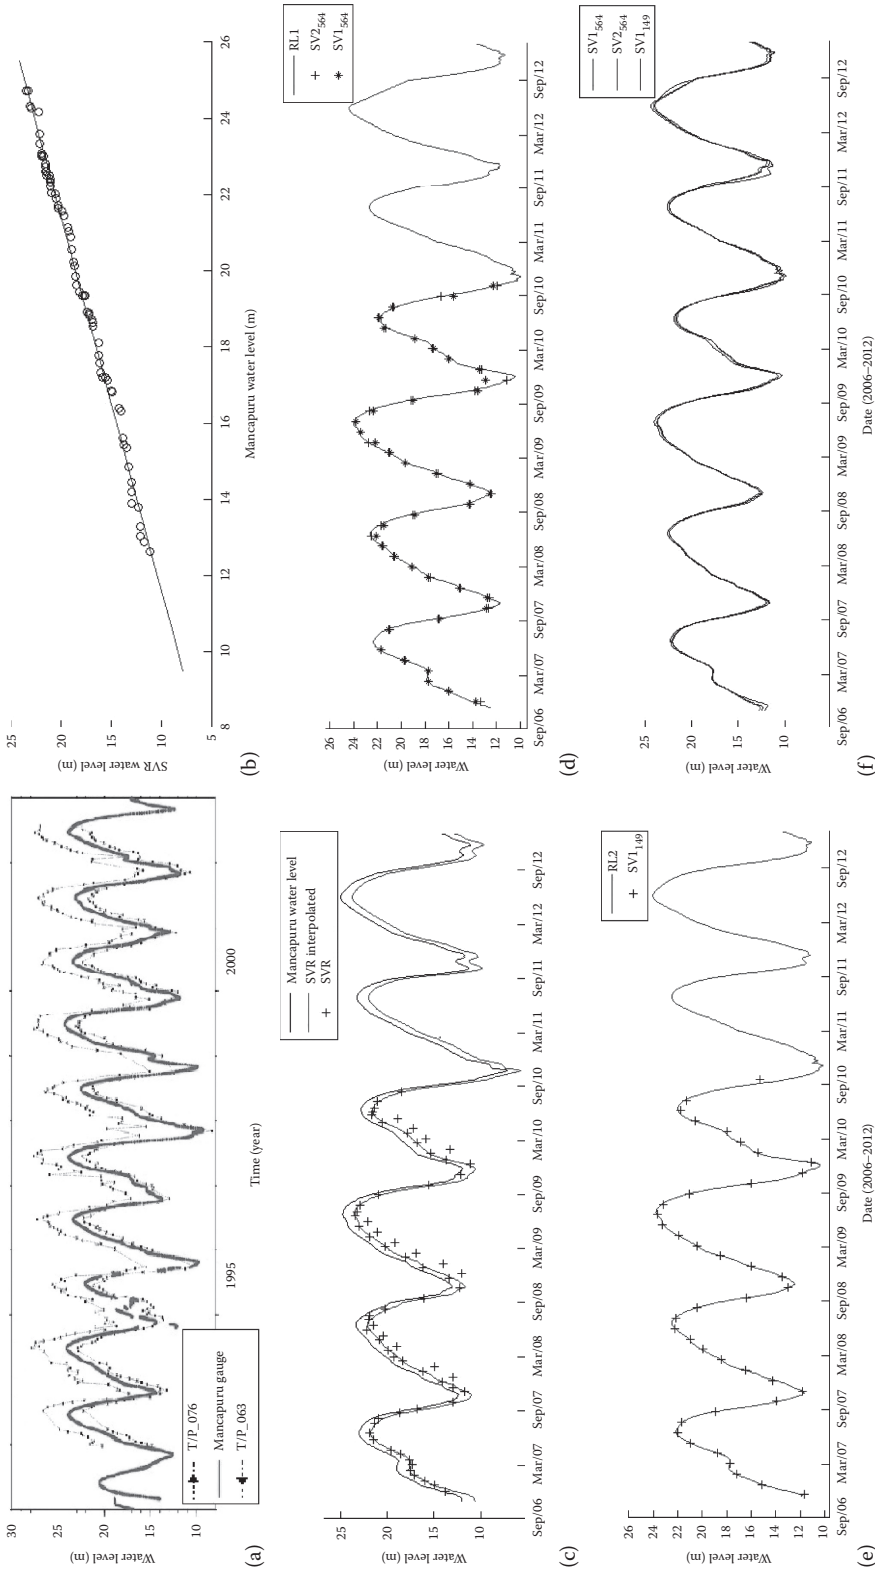 30
25
20
15
10
Water level (m)
T/P_076
Mancapuru gauge
T/P_063
1995
2000
Time (year)
(a)
25
20
15
10
5
SVR water level (m)
8
10
12
14
16
18
20
22
24
26
Mancapuru water level (m)
(b)
25
20
15
10
Water level (m)
Mancapuru water level
SVR interpolated
SVR
Sep/06
Mar/07
Sep/07
Mar/08
Sep/08
Mar/09
Sep/09
Mar/10
Sep/10
Mar/11
Sep/11
Mar/12
Sep/12
(c)
26
24
22
20
18
16
14
12
10
Water level (m)
RL1
SV2564
SV1564
Sep/06
Mar/07
Sep/07
Mar/08
Sep/08
Mar/09
Sep/09
Mar/10
Sep/10
Mar/11
Sep/11
Mar/12
Sep/12
(d)
26
24
22
20
18
16
14
12
10
Water level (m)
RL2
SV1149
Sep/06
Mar/07
Sep/07
Mar/08
Sep/08
Mar/09
Sep/09
Mar/10
Sep/10
Mar/11
Sep/11
Mar/12
Sep/12
Date (2006–2012)
(e)
25
20
15
10
Water level (m)
SV1564
SV2564
SV1149
Sep/06
Mar/07
Sep/07
Mar/08
Sep/08
Mar/09
Sep/09
Mar/10
Sep/10
Mar/11
Sep/11
Mar/12
Sep/12
Date (2006–2012)
(f)